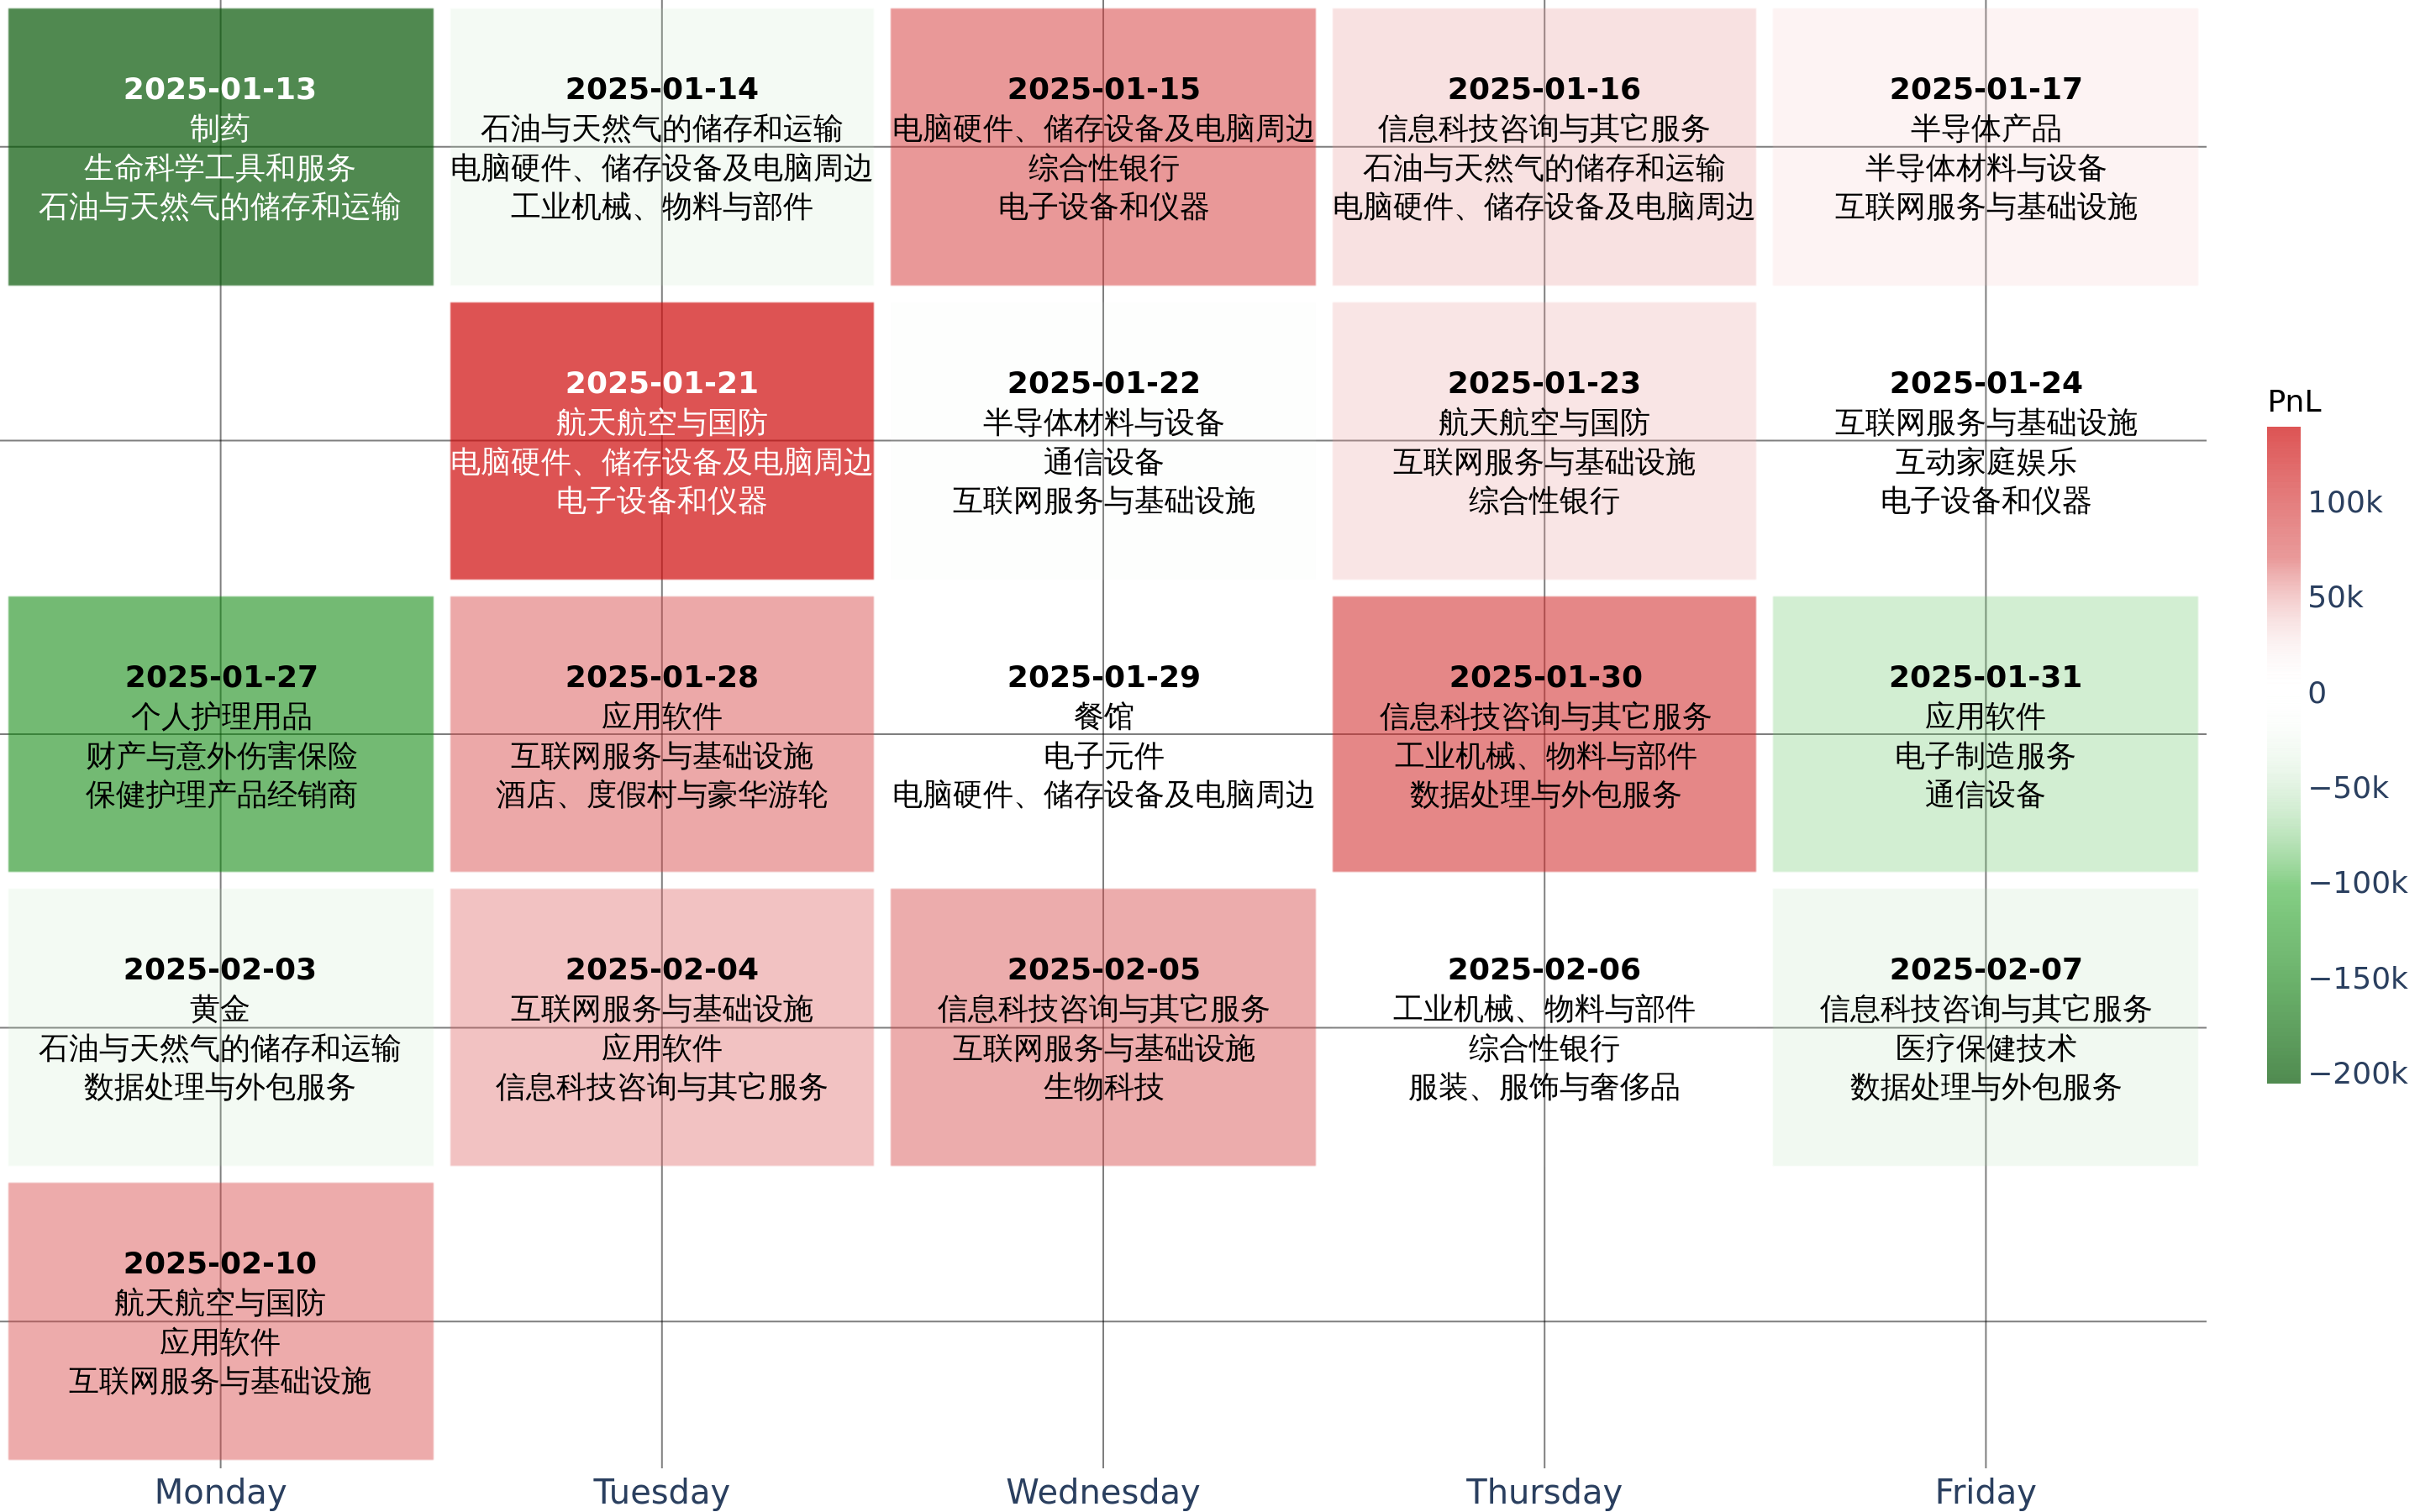 2025-01-13
制药
生命科学工具和服务
石油与天然气的储存和运输
2025-01-14
石油与天然气的储存和运输
电脑硬件、储存设备及电脑周边
工业机械、物料与部件
2025-01-15
电脑硬件、储存设备及电脑周边
综合性银行
电子设备和仪器
2025-01-16
信息科技咨询与其它服务
石油与天然气的储存和运输
电脑硬件、储存设备及电脑周边
2025-01-17
半导体产品
半导体材料与设备
互联网服务与基础设施
2025-01-21
航天航空与国防
电脑硬件、储存设备及电脑周边
电子设备和仪器
2025-01-22
半导体材料与设备
通信设备
互联网服务与基础设施
2025-01-23
航天航空与国防
互联网服务与基础设施
综合性银行
2025-01-24
互联网服务与基础设施
互动家庭娱乐
电子设备和仪器
2025-01-27
个人护理用品
财产与意外伤害保险
保健护理产品经销商
2025-01-28
应用软件
互联网服务与基础设施
酒店、度假村与豪华游轮
2025-01-29
餐馆
电子元件
电脑硬件、储存设备及电脑周边
2025-01-30
信息科技咨询与其它服务
工业机械、物料与部件
数据处理与外包服务
2025-01-31
应用软件
电子制造服务
通信设备
2025-02-03
黄金
石油与天然气的储存和运输
数据处理与外包服务
2025-02-04
互联网服务与基础设施
应用软件
信息科技咨询与其它服务
2025-02-05
信息科技咨询与其它服务
互联网服务与基础设施
生物科技
2025-02-06
工业机械、物料与部件
综合性银行
服装、服饰与奢侈品
2025-02-07
信息科技咨询与其它服务
医疗保健技术
数据处理与外包服务
2025-02-10
航天航空与国防
应用软件
互联网服务与基础设施
Monday
Tuesday
Wednesday
Thursday
Friday
PnL
100k
50k
0
−50k
−100k
−150k
−200k